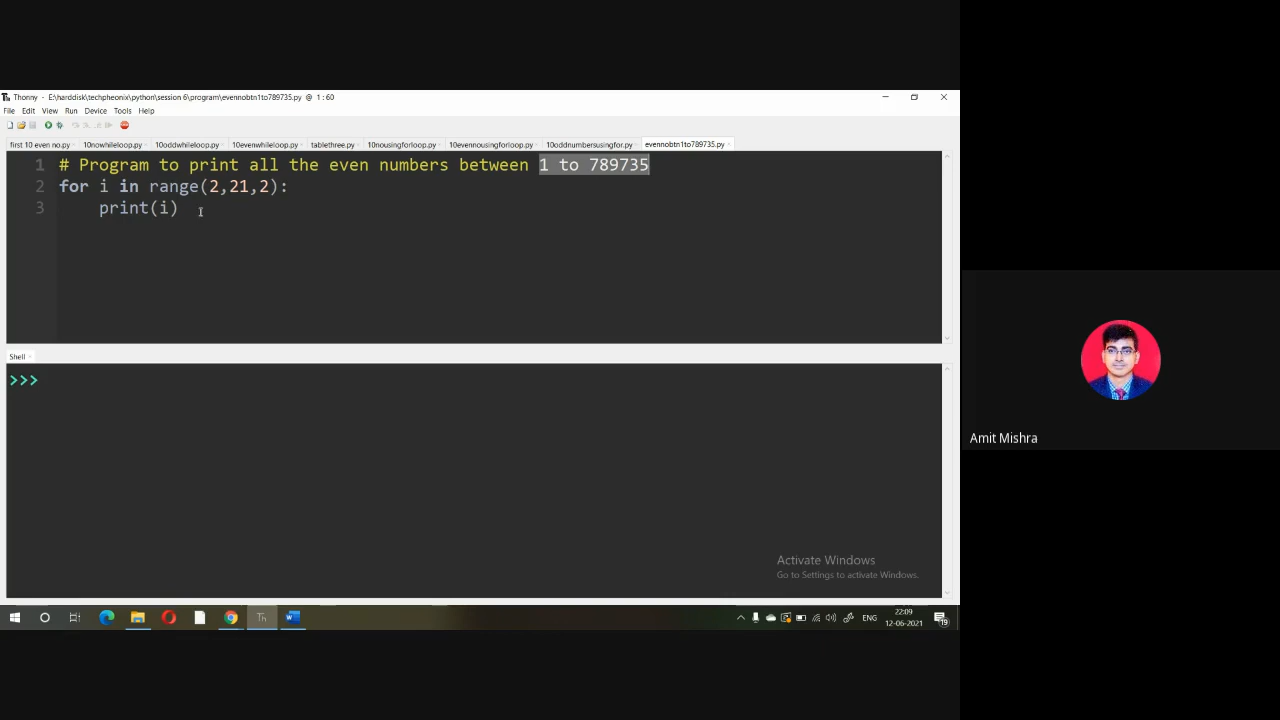 Th Thonny - E:\harddisk\techpheonix\python\session 6\program\evennobtn1to789735.py @ 1 : 60
File Edit View Run Device Tools Help
first 10 even no.py 10nowhileloop.py 10oddwhileloop.py 10evenwhileloop.py tablethree.py 10nousingforloop.py 10evennousingforloop.py 10oddnumbersusingfor.py evennobtn1to789735.py
1 # Program to print all the even numbers between 1 to 789735
2 for i in range(2,21,2):
3 print(i)
Shell
>>>
Amit Mishra
Activate Windows
Go to Settings to activate Windows.
Th ENG 22:09
12-06-2021 19